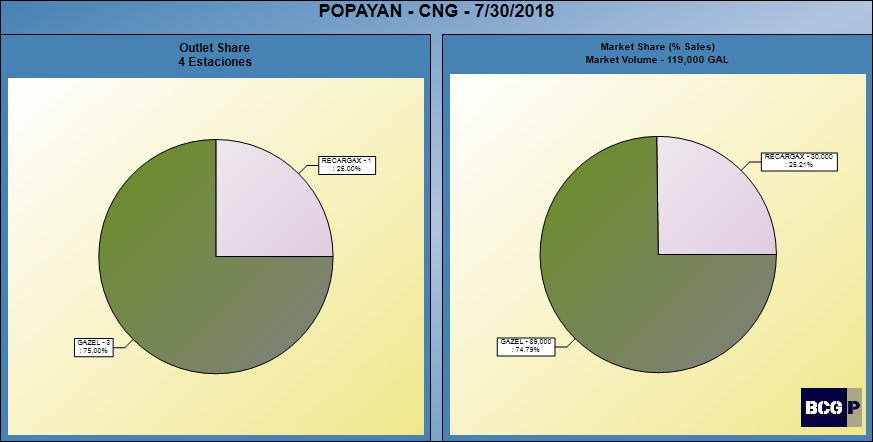 POPAYAN - CNG - 7/30/2018
Outlet Share
4 Estaciones
RECARGAX - 1
: 25.00%
GAZEL - 3
: 75.00%
Market Share (% Sales)
Market Volume - 119,000 GAL
RECARGAX - 30,000
: 25.21%
GAZEL - 89,000
: 74.79%
BCGP